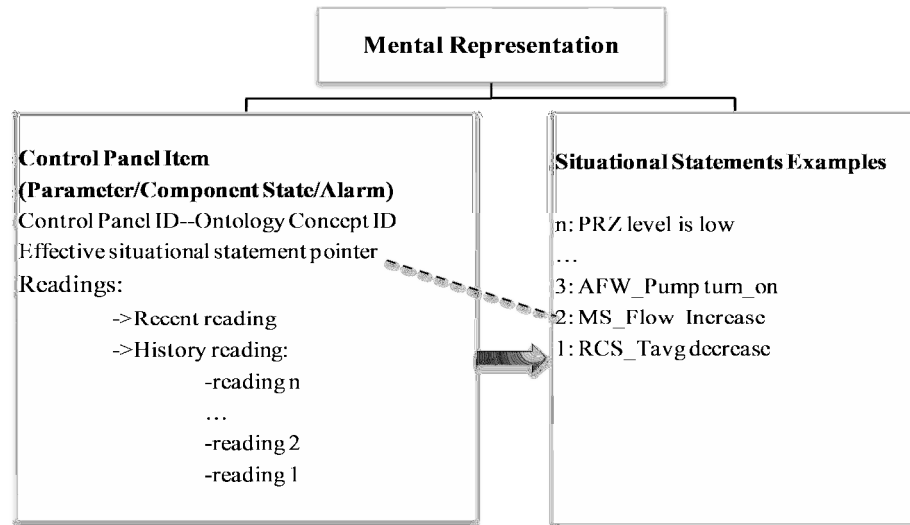 Mental Representation
Control Panel Item
(Parameter/Component State/Alarm)
Control Panel ID--Ontology Concept ID
Effective situational statement pointer
Readings:
->Recent reading
->History reading:
-reading n
...
-reading 2
-reading 1
Situational Statements Examples
n: PRZ level is low
...
3: AFW_Pump turn_on
2: MS_Flow Increase
1: RCS_Tavg decrease